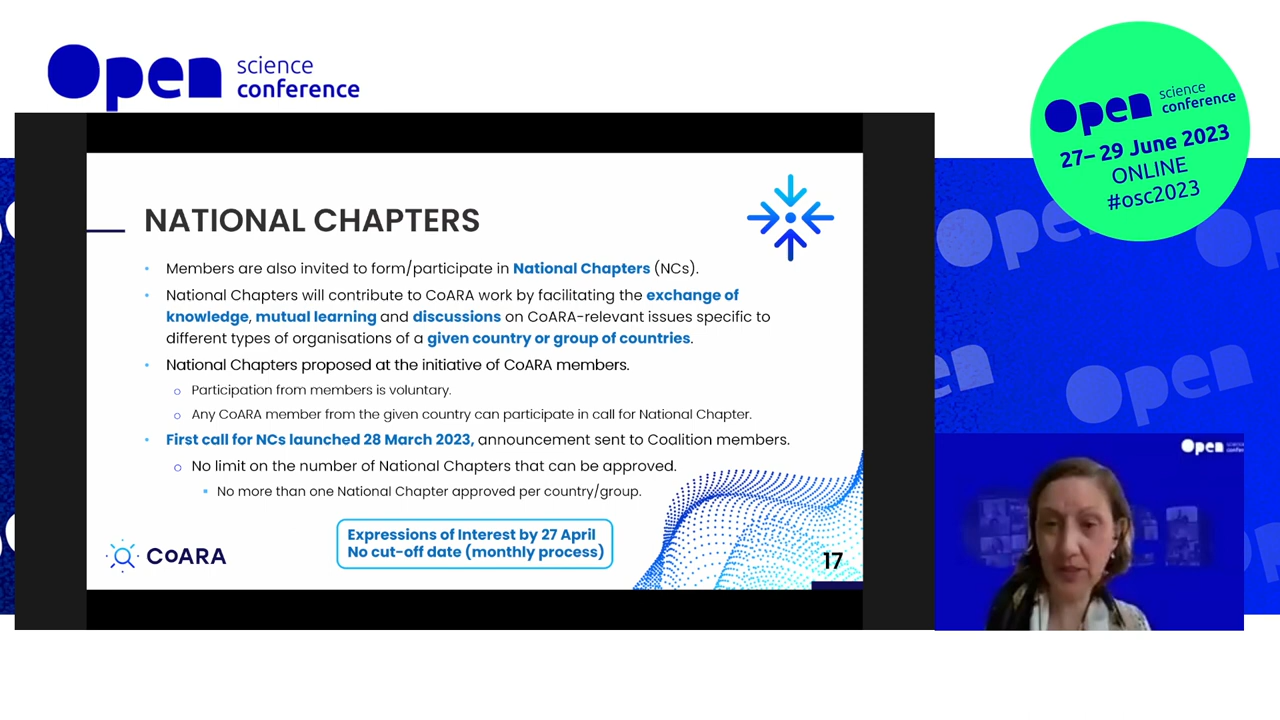 Open science
conference
Open science
conference
27– 29 June 2023
ONLINE
#osc2023
NATIONAL CHAPTERS
• Members are also invited to form/participate in National Chapters (NCs).
• National Chapters will contribute to CoARA work by facilitating the exchange of
knowledge, mutual learning and discussions on CoARA-relevant issues specific to
different types of organisations of a given country or group of countries.
• National Chapters proposed at the initiative of CoARA members.
o Participation from members is voluntary.
o Any CoARA member from the given country can participate in call for National Chapter.
• First call for NCs launched 28 March 2023, announcement sent to Coalition members.
o No limit on the number of National Chapters that can be approved.
▪ No more than one National Chapter approved per country/group.
Expressions of Interest by 27 April
No cut-off date (monthly process)
CoARA
17
Open
Open
Open